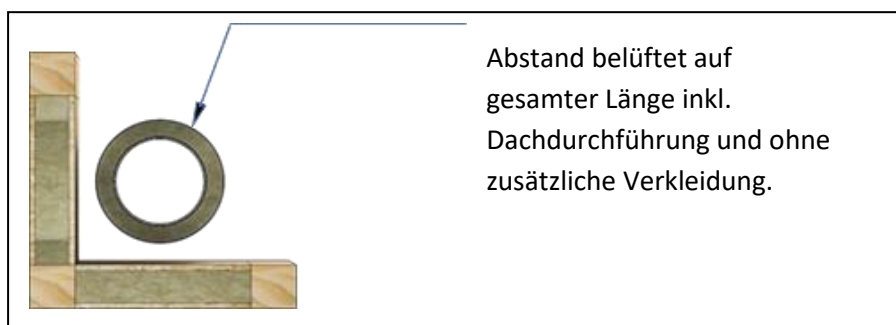 Abstand belüftet auf
gesamter Länge inkl.
Dachdurchführung und ohne
zusätzliche Verkleidung.